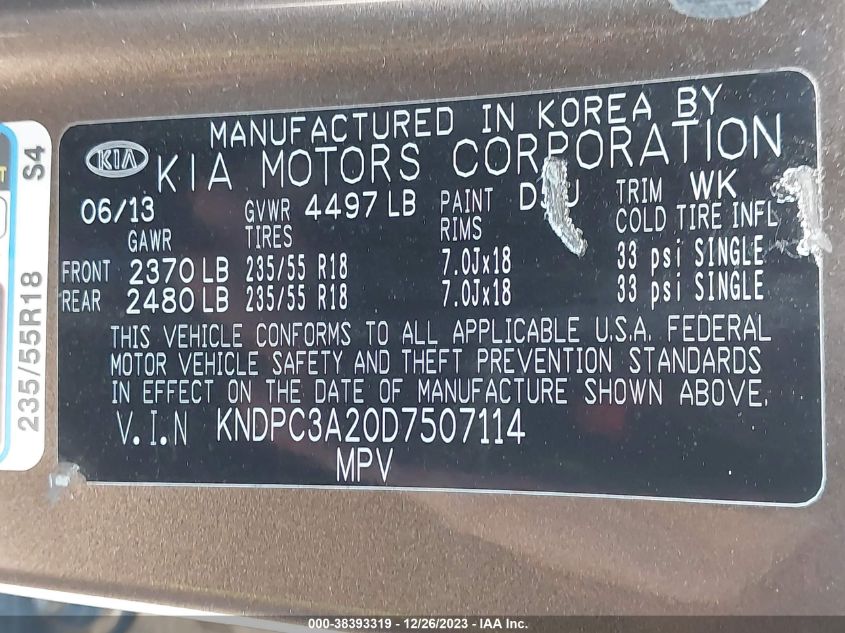 MANUFACTURED IN KOREA BY
KIA KIA MOTORS CORPORATION
06/13 GVWR 4497 LB PAINT TRIM WK
GAWR TIRES RIMS COLD TIRE INFL
FRONT 2370 LB 235/55 R18 7.0Jx18 33 psi SINGLE
REAR 2480 LB 235/55 R18 7.0Jx18 33 psi SINGLE
THIS VEHICLE CONFORMS TO ALL APPLICABLE U.S.A. FEDERAL
MOTOR VEHICLE SAFETY AND THEFT PREVENTION STANDARDS
IN EFFECT ON THE DATE OF MANUFACTURE SHOWN ABOVE.
V.I.N KNDPC3A20D7507114
MPV
S4
235/55R18
000-38393319 - 12/26/2023 - IAA Inc.